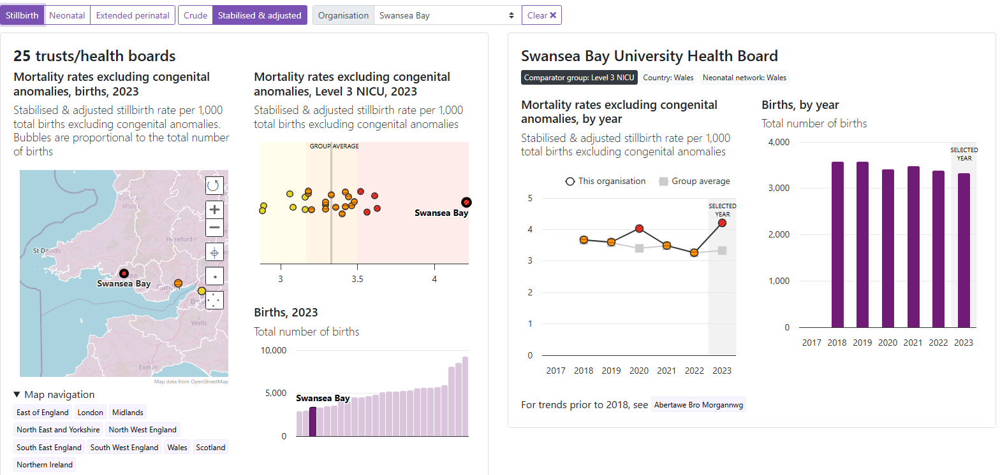 Stillbirth Neonatal Extended perinatal Crude Stabilised & adjusted Organisation Swansea Bay Clear
25 trusts/health boards
Mortality rates excluding congenital
anomalies, births, 2023
Stabilised & adjusted stillbirth rate per 1,000
total births excluding congenital anomalies.
Bubbles are proportional to the total number
of births
Cymru /
Wales
Hereford
St Davids
Swansea Bay
Wells
Exeter
Map data from OpenStreetMap
▼ Map navigation
East of England London Midlands
North East and Yorkshire North West England
South East England South West England Wales Scotland
Northern Ireland
Mortality rates excluding congenital
anomalies, Level 3 NICU, 2023
Stabilised & adjusted stillbirth rate per 1,000
total births excluding congenital anomalies
GROUP AVERAGE
Swansea Bay
3 3.5 4
Births, 2023
Total number of births
10,000
5,000
Swansea Bay
0
Swansea Bay University Health Board
Comparator group: Level 3 NICU Country: Wales Neonatal network: Wales
Mortality rates excluding congenital
anomalies, by year
Stabilised & adjusted stillbirth rate per 1,000
total births excluding congenital anomalies
This organisation Group average
5
SELECTED
YEAR
4
3
2
1
0
2017 2018 2019 2020 2021 2022 2023
Births, by year
Total number of births
4,000
SELECTED
YEAR
3,000
2,000
1,000
0
2017 2018 2019 2020 2021 2022 2023
For trends prior to 2018, see Abertawe Bro Morgannwg